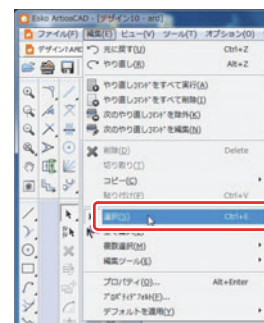 Esko ArtiosCAD - [デザイン10 - ard]
ファイル(F) 編集(E) ビュー(V) ツール(T) オプション(O)
デザイン1.ARD
元に戻す(U) Ctrl+Z
やり直し(R) Alt+Z
やり直しｺﾏﾝﾄﾞをすべて実行(A)
やり直しｺﾏﾝﾄﾞをすべて削除(I)
次のやり直しｺﾏﾝﾄﾞを除外(K)
次のやり直しｺﾏﾝﾄﾞを編集(N)
削除(D) Delete
切り取り(T)
コピー(C)
貼り付け(P) Ctrl+V
選択(S) Ctrl+E
複数選択(M)
編集ツール(E)
プロパティ(Q)... Alt+Enter
デフォルトを適用(Y)